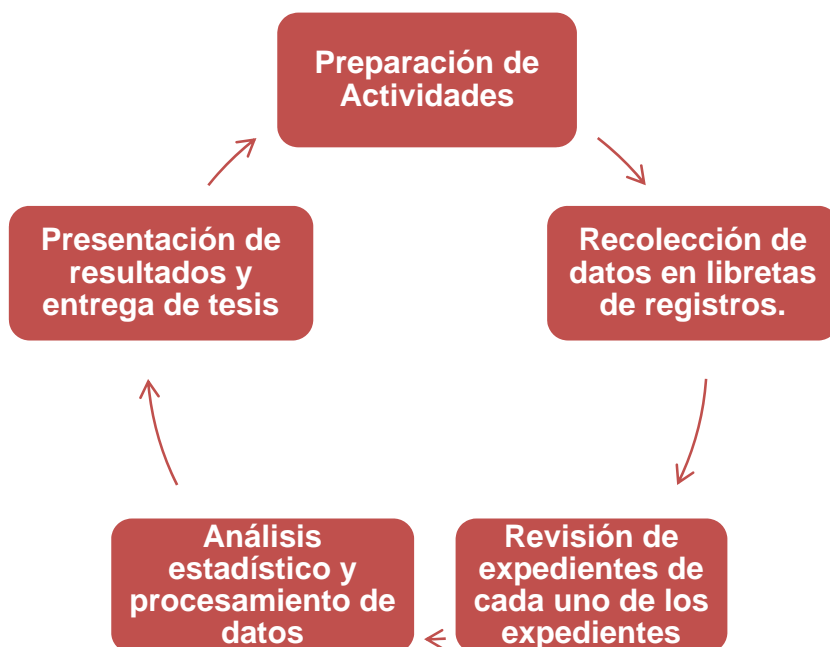 Preparación de
Actividades
Recolección de
datos en libretas
de registros.
Revisión de
expedientes de
cada uno de los
expedientes
Análisis
estadístico y
procesamiento de
datos
Presentación de
resultados y
entrega de tesis